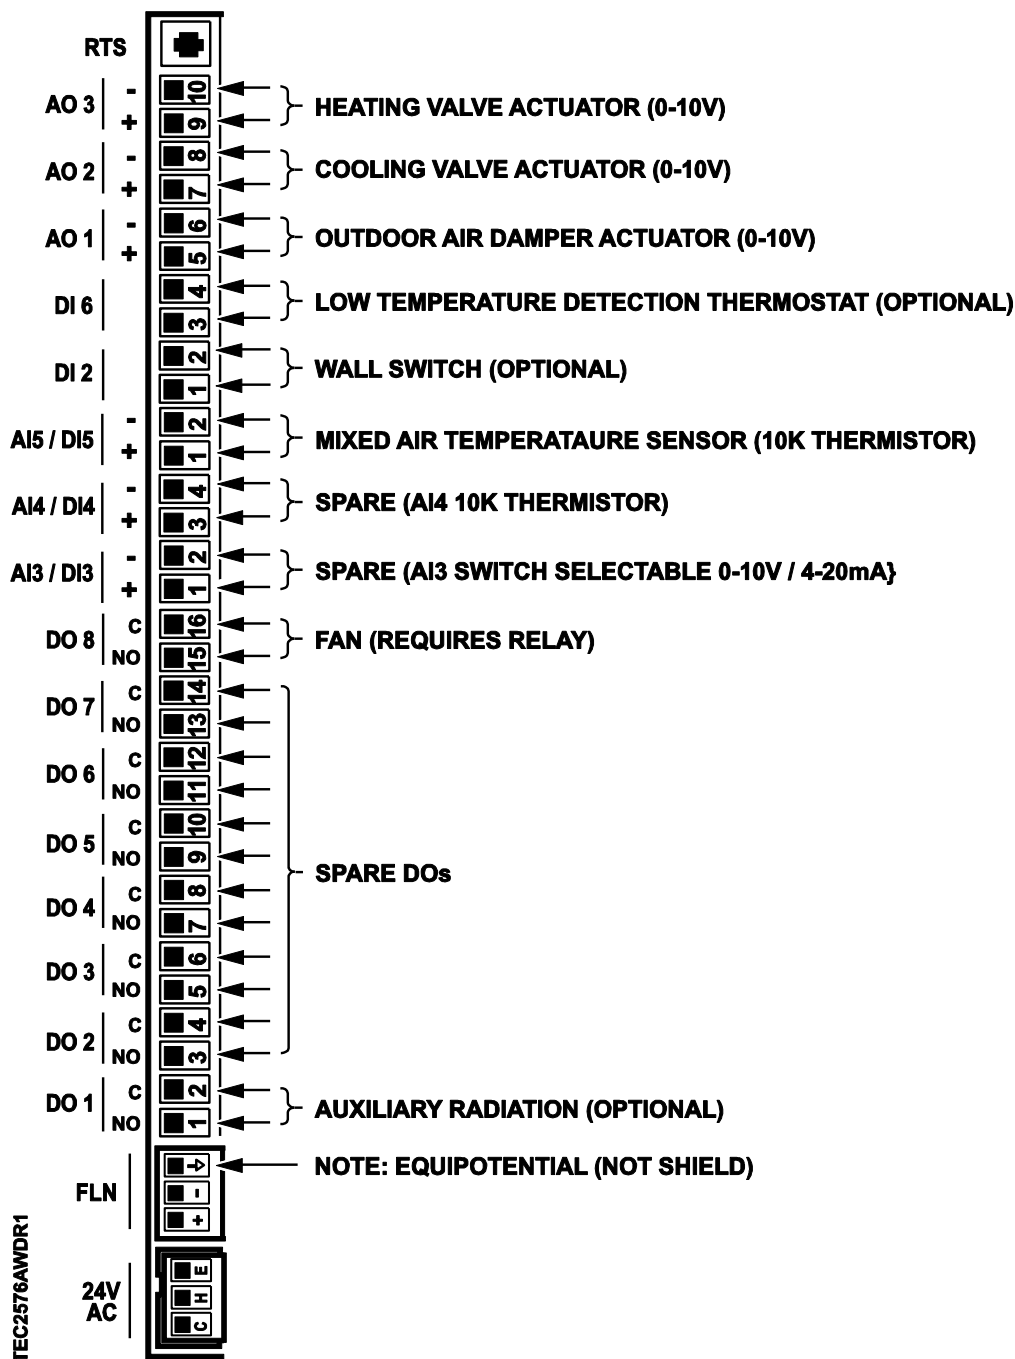 RTS
AO 3 - 10 HEATING VALVE ACTUATOR (0-10V)
+ 9
AO 2 - 8 COOLING VALVE ACTUATOR (0-10V)
+ 7
AO 1 - 6 OUTDOOR AIR DAMPER ACTUATOR (0-10V)
+ 5
DI 6 4 LOW TEMPERATURE DETECTION THERMOSTAT (OPTIONAL)
3
DI 2 2 WALL SWITCH (OPTIONAL)
1
AI5 / DI5 - 2 MIXED AIR TEMPERATAURE SENSOR (10K THERMISTOR)
+ 1
AI4 / DI4 - 4 SPARE (AI4 10K THERMISTOR)
+ 3
AI3 / DI3 - 2 SPARE (AI3 SWITCH SELECTABLE 0-10V / 4-20mA}
+ 1
DO 8 C 16 FAN (REQUIRES RELAY)
NO 15
DO 7 C 14
NO 13
DO 6 C 12
NO 11
DO 5 C 10
NO 9
SPARE DOs
DO 4 C 8
NO 7
DO 3 C 6
NO 5
DO 2 C 4
NO 3
DO 1 C 2 AUXILIARY RADIATION (OPTIONAL)
NO 1
NOTE: EQUIPOTENTIAL (NOT SHIELD)
FLN -
+
24V E
AC H
C
TEC2576AWDR1